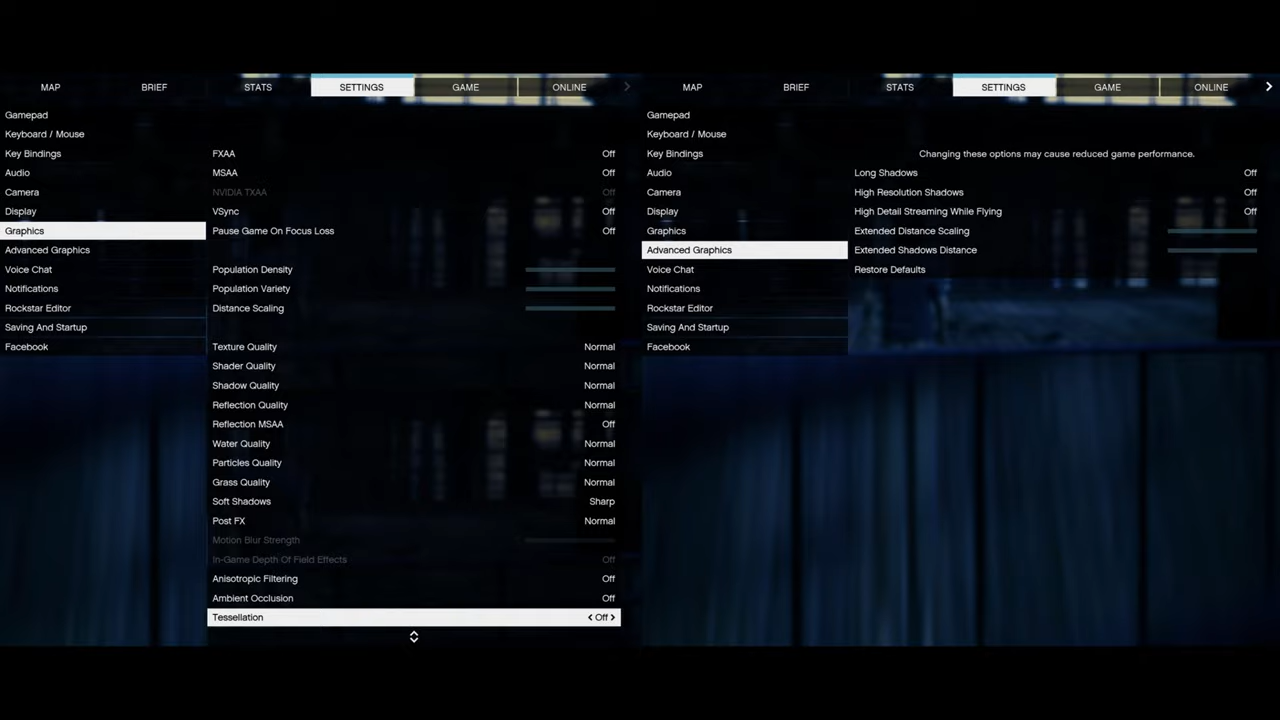 MAP BRIEF STATS SETTINGS GAME ONLINE
Gamepad
Keyboard / Mouse
Key Bindings
Audio
Camera
Display
Graphics
Advanced Graphics
Voice Chat
Notifications
Rockstar Editor
Saving And Startup
Facebook
FXAA Off
MSAA Off
NVIDIA TXAA Off
VSync Off
Pause Game On Focus Loss Off
Population Density
Population Variety
Distance Scaling
Texture Quality Normal
Shader Quality Normal
Shadow Quality Normal
Reflection Quality Normal
Reflection MSAA Off
Water Quality Normal
Particles Quality Normal
Grass Quality Normal
Soft Shadows Sharp
Post FX Normal
Motion Blur Strength
In-Game Depth Of Field Effects Off
Anisotropic Filtering Off
Ambient Occlusion Off
Tessellation Off
MAP BRIEF STATS SETTINGS GAME ONLINE
Gamepad
Keyboard / Mouse
Key Bindings
Audio
Camera
Display
Graphics
Advanced Graphics
Voice Chat
Notifications
Rockstar Editor
Saving And Startup
Facebook
Changing these options may cause reduced game performance.
Long Shadows Off
High Resolution Shadows Off
High Detail Streaming While Flying Off
Extended Distance Scaling
Extended Shadows Distance
Restore Defaults